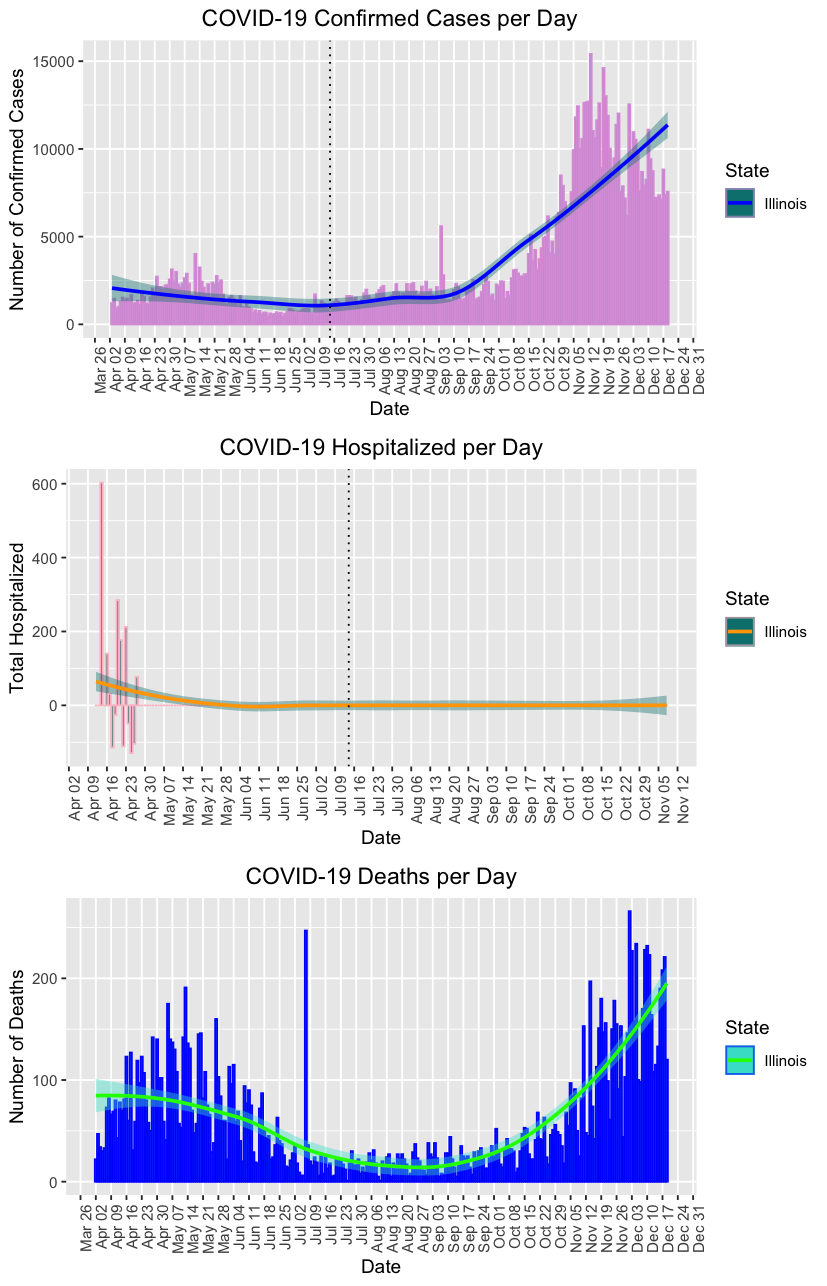 COVID-19 Confirmed Cases per Day
Number of Confirmed Cases
15000
10000
5000
0
Mar 26
Apr 02
Apr 09
Apr 16
Apr 23
Apr 30
May 07
May 14
May 21
May 28
Jun 04
Jun 11
Jun 18
Jun 25
Jul 02
Jul 09
Jul 16
Jul 23
Jul 30
Aug 06
Aug 13
Aug 20
Aug 27
Sep 03
Sep 10
Sep 17
Sep 24
Oct 01
Oct 08
Oct 15
Oct 22
Oct 29
Nov 05
Nov 12
Nov 19
Nov 26
Dec 03
Dec 10
Dec 17
Dec 24
Dec 31
Date
State
Illinois
COVID-19 Hospitalized per Day
Total Hospitalized
600
400
200
0
Apr 02
Apr 09
Apr 16
Apr 23
Apr 30
May 07
May 14
May 21
May 28
Jun 04
Jun 11
Jun 18
Jun 25
Jul 02
Jul 09
Jul 16
Jul 23
Jul 30
Aug 06
Aug 13
Aug 20
Aug 27
Sep 03
Sep 10
Sep 17
Sep 24
Oct 01
Oct 08
Oct 15
Oct 22
Oct 29
Nov 05
Nov 12
Date
State
Illinois
COVID-19 Deaths per Day
Number of Deaths
200
100
0
Mar 26
Apr 02
Apr 09
Apr 16
Apr 23
Apr 30
May 07
May 14
May 21
May 28
Jun 04
Jun 11
Jun 18
Jun 25
Jul 02
Jul 09
Jul 16
Jul 23
Jul 30
Aug 06
Aug 13
Aug 20
Aug 27
Sep 03
Sep 10
Sep 17
Sep 24
Oct 01
Oct 08
Oct 15
Oct 22
Oct 29
Nov 05
Nov 12
Nov 19
Nov 26
Dec 03
Dec 10
Dec 17
Dec 24
Dec 31
Date
State
Illinois